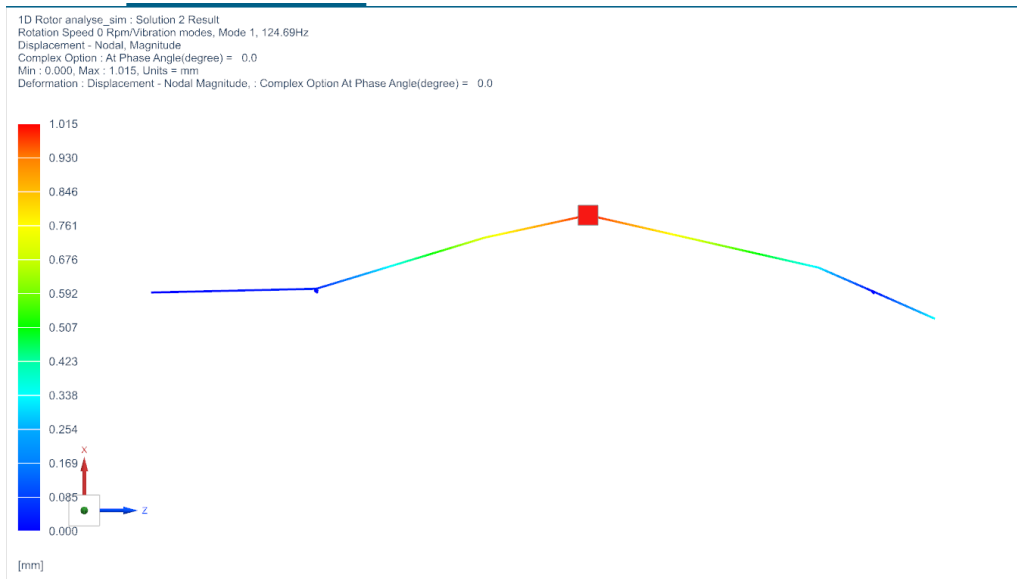 1D Rotor analyse_sim : Solution 2 Result
Rotation Speed 0 Rpm/Vibration modes, Mode 1, 124.69Hz
Displacement - Nodal, Magnitude
Complex Option : At Phase Angle(degree) = 0.0
Min : 0.000, Max : 1.015, Units = mm
Deformation : Displacement - Nodal Magnitude, : Complex Option At Phase Angle(degree) = 0.0
1.015
0.930
0.846
0.761
0.676
0.592
0.507
0.423
0.338
0.254
0.169
0.085
0.000
X
Z
[mm]